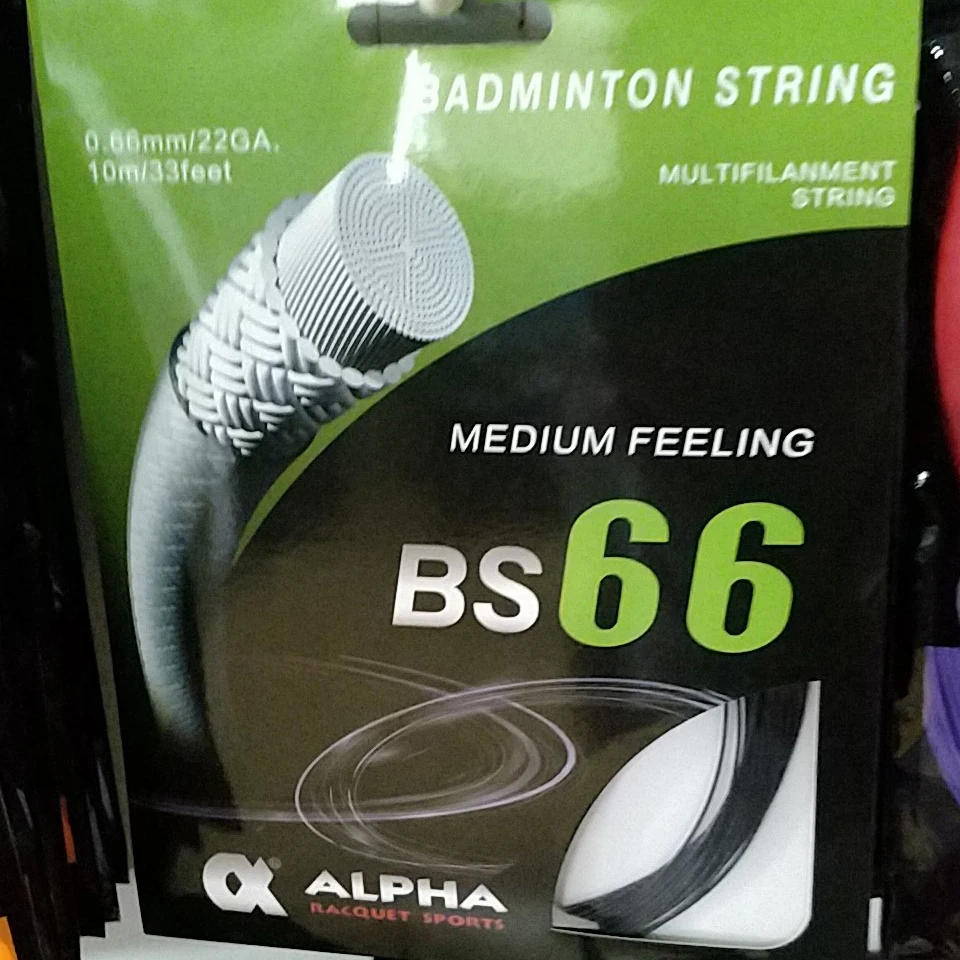 BADMINTON STRING
0.66mm/22GA.
10m/33feet
MULTIFILANMENT
STRING
MEDIUM FEELING
BS66
ALPHA
RACQUET SPORTS